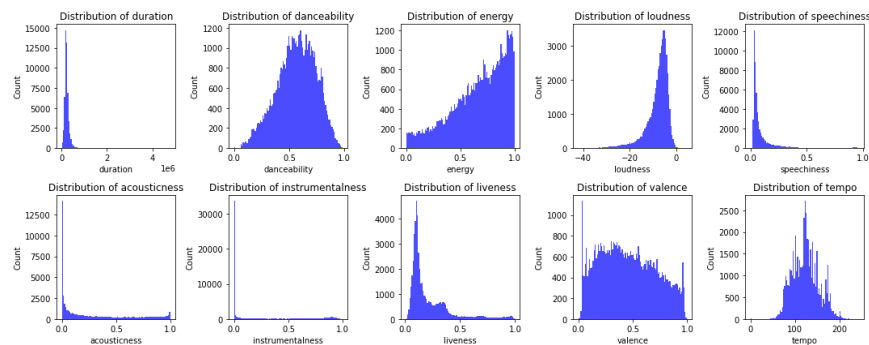 Distribution of duration
15000
12500
10000
7500
5000
2500
0
Count
0 2 4
1e6
duration
Distribution of danceability
1200
1000
800
600
400
200
0
Count
0.0 0.5 1.0
danceability
Distribution of energy
1200
1000
800
600
400
200
0
Count
0.0 0.5 1.0
energy
Distribution of loudness
3000
2000
1000
0
Count
−40 −20 0
loudness
Distribution of speechiness
12000
10000
8000
6000
4000
2000
0
Count
0.0 0.5 1.0
speechiness
Distribution of acousticness
14000
12500
10000
7500
5000
2500
0
Count
0.0 0.5 1.0
acousticness
Distribution of instrumentalness
30000
20000
10000
0
Count
0.0 0.5 1.0
instrumentalness
Distribution of liveness
4000
3000
2000
1000
0
Count
0.0 0.5 1.0
liveness
Distribution of valence
1000
800
600
400
200
0
Count
0.0 0.5 1.0
valence
Distribution of tempo
2500
2000
1500
1000
500
0
Count
0 100 200
tempo